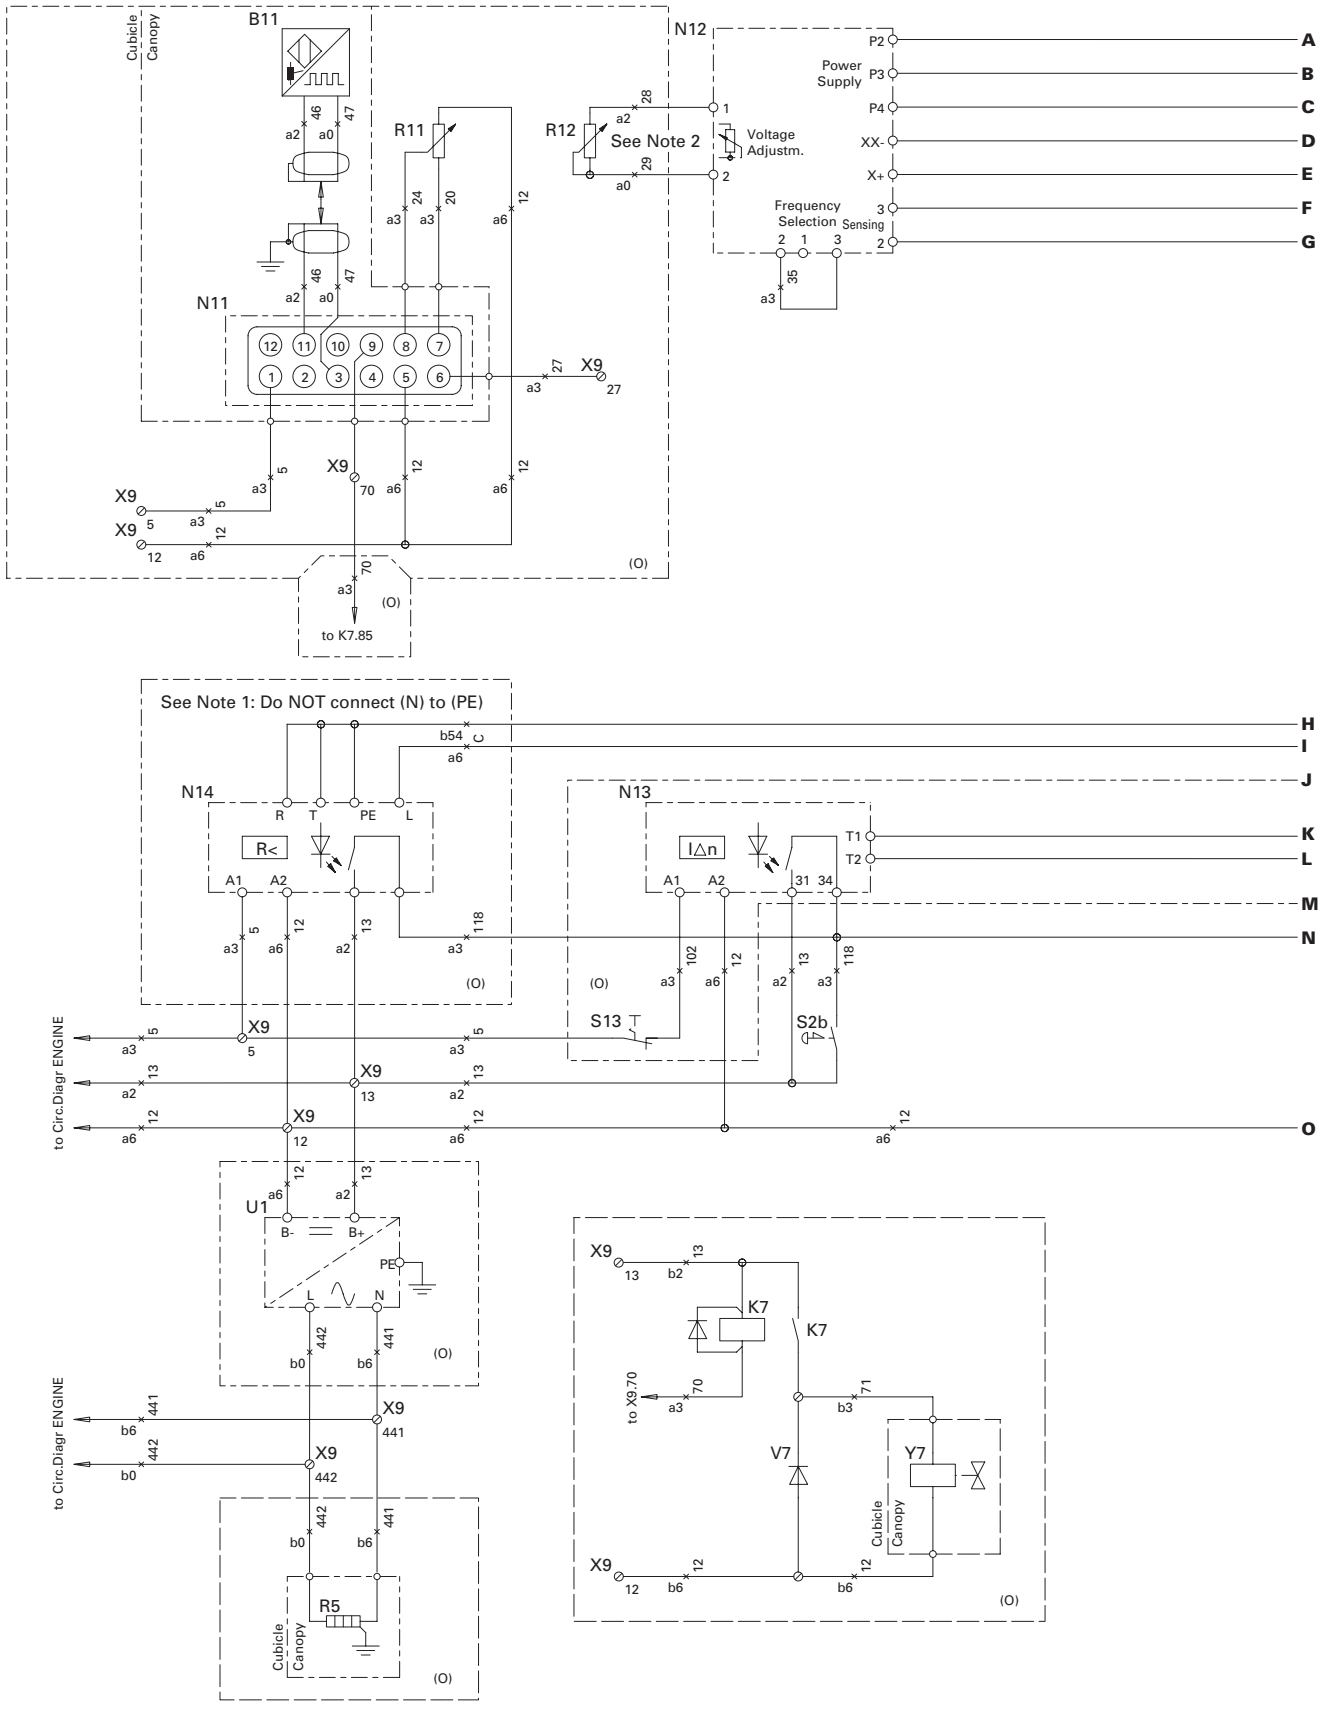 B11
Cubicle
Canopy
46
47
a2
a0
46
47
a2
a0
N11
12
11
10
9
8
7
1
2
3
4
5
6
R11
24
20
12
a3
a3
a6
R12
28
a2
See Note 2
29
a0
N12
P2
Power
Supply
P3
P4
XX-
X+
3
Sensing
2
1
2
Voltage
Adjustm.
Frequency
Selection
2
1
3
35
a3
A
B
C
D
E
F
G
27
a3
X9
27
5
a3
X9
70
12
a6
12
a6
X9
5
5
a3
X9
12
12
a6
(O)
70
a3
(O)
to K7.85
See Note 1: Do NOT connect (N) to (PE)
b54
C
a6
H
I
J
N14
R
T
PE
L
R<
A1
A2
5
a3
12
a6
13
a2
118
a3
(O)
N13
T1
T2
K
L
I△n
A1
A2
31
34
M
N
102
a3
12
a6
13
a2
118
a3
(O)
S13
S2b
to Circ.Diagr ENGINE
5
a3
X9
5
5
a3
13
a2
X9
13
13
a2
12
a6
X9
12
12
a6
12
a6
O
12
a6
13
a2
U1
B-
B+
PE
L
N
442
b0
441
b6
(O)
to Circ.Diagr ENGINE
441
b6
X9
441
442
b0
X9
442
442
b0
441
b6
R5
Cubicle
Canopy
(O)
X9
13
13
b2
K7
K7
to X9.70
70
a3
71
b3
V7
Y7
Cubicle
Canopy
X9
12
12
b6
12
b6
(O)